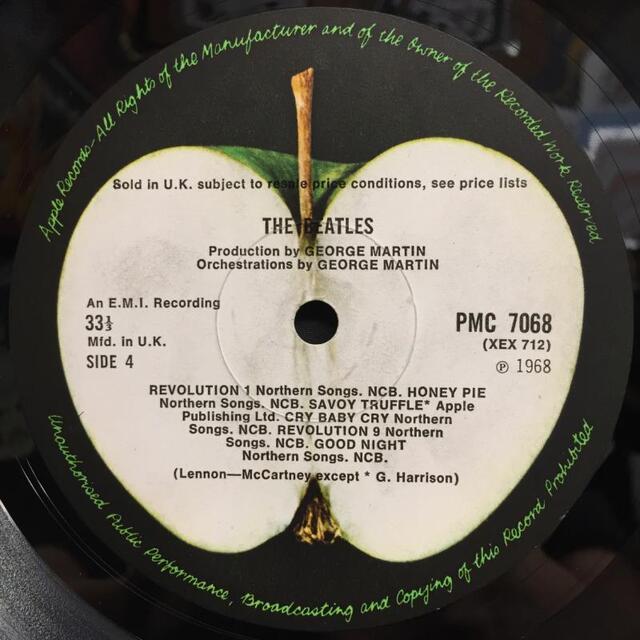 Apple Records–All Rights of the Manufacturer and of the Owner of the Recorded Work Reserved
Sold in U.K. subject to resale price conditions, see price lists
THE BEATLES
Production by GEORGE MARTIN
Orchestrations by GEORGE MARTIN
An E.M.I. Recording
33⅓
Mfd. in U.K.
SIDE 4
PMC 7068
(XEX 712)
℗ 1968
REVOLUTION 1 Northern Songs. NCB. HONEY PIE
Northern Songs. NCB. SAVOY TRUFFLE* Apple
Publishing Ltd. CRY BABY CRY Northern
Songs. NCB. REVOLUTION 9 Northern
Songs. NCB. GOOD NIGHT
Northern Songs. NCB.
(Lennon—McCartney except * G. Harrison)
Unauthorised Public Performance, Broadcasting and Copying of this Record Prohibited